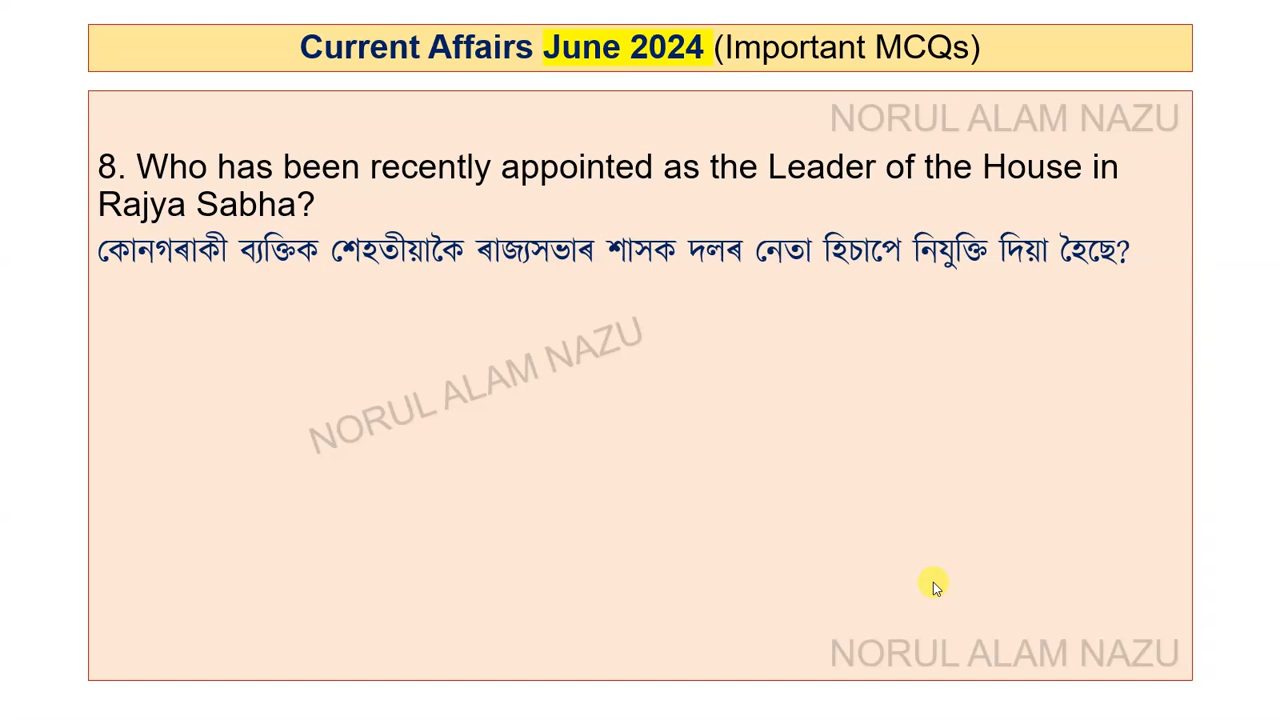 Current Affairs June 2024 (Important MCQs)
NORUL ALAM NAZU
8. Who has been recently appointed as the Leader of the House in
Rajya Sabha?
কোনগৰাকী ব্যক্তিক শেহতীয়াকৈ ৰাজ্যসভাৰ শাসক দলৰ নেতা হিচাপে নিযুক্তি দিয়া হৈছে?
NORUL ALAM NAZU
NORUL ALAM NAZU